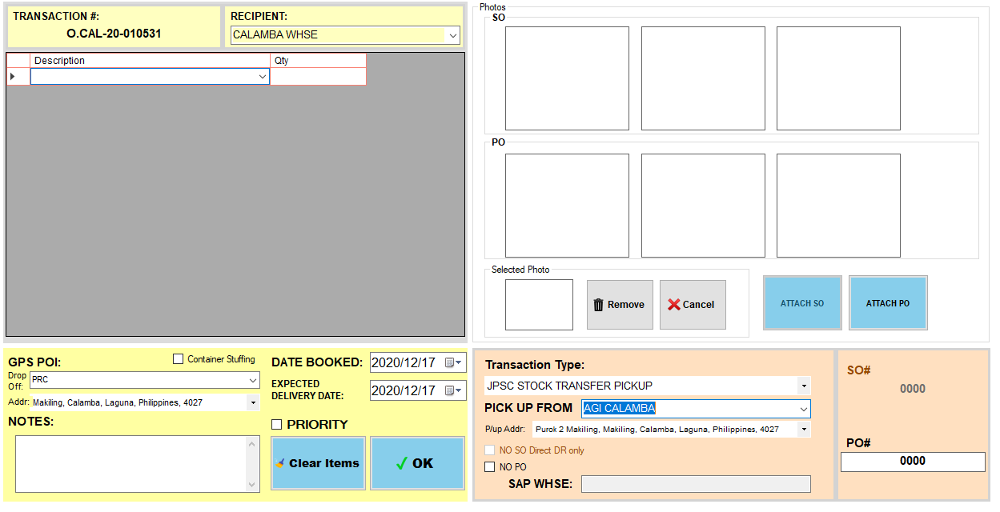 TRANSACTION #:
O.CAL-20-010531
RECIPIENT:
CALAMBA WHSE
Description Qty
Photos
SO
PO
Selected Photo
Remove
Cancel
ATTACH SO
ATTACH PO
GPS POI:
Container Stuffing
Drop Off:
PRC
Addr: Makiling, Calamba, Laguna, Philippines, 4027
NOTES:
DATE BOOKED: 2020/12/17
EXPECTED
DELIVERY DATE: 2020/12/17
PRIORITY
Clear Items
OK
Transaction Type:
JPSC STOCK TRANSFER PICKUP
PICK UP FROM AGI CALAMBA
P/up Addr: Purok 2 Makiling, Makiling, Calamba, Laguna, Philippines, 4027
NO SO Direct DR only
NO PO
SAP WHSE:
SO#
0000
PO#
0000